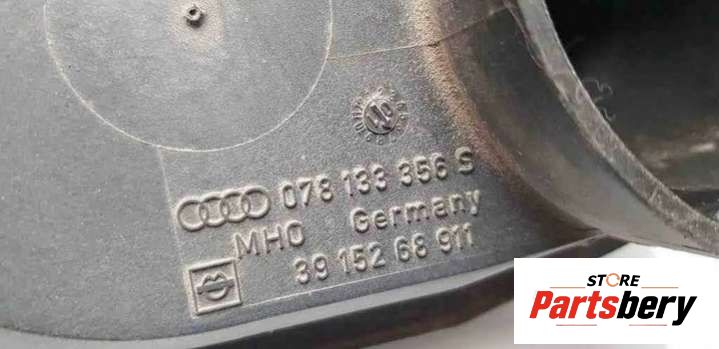 078 133 356 S
MHO Germany
39 152 68 911
STORE
Partsbery